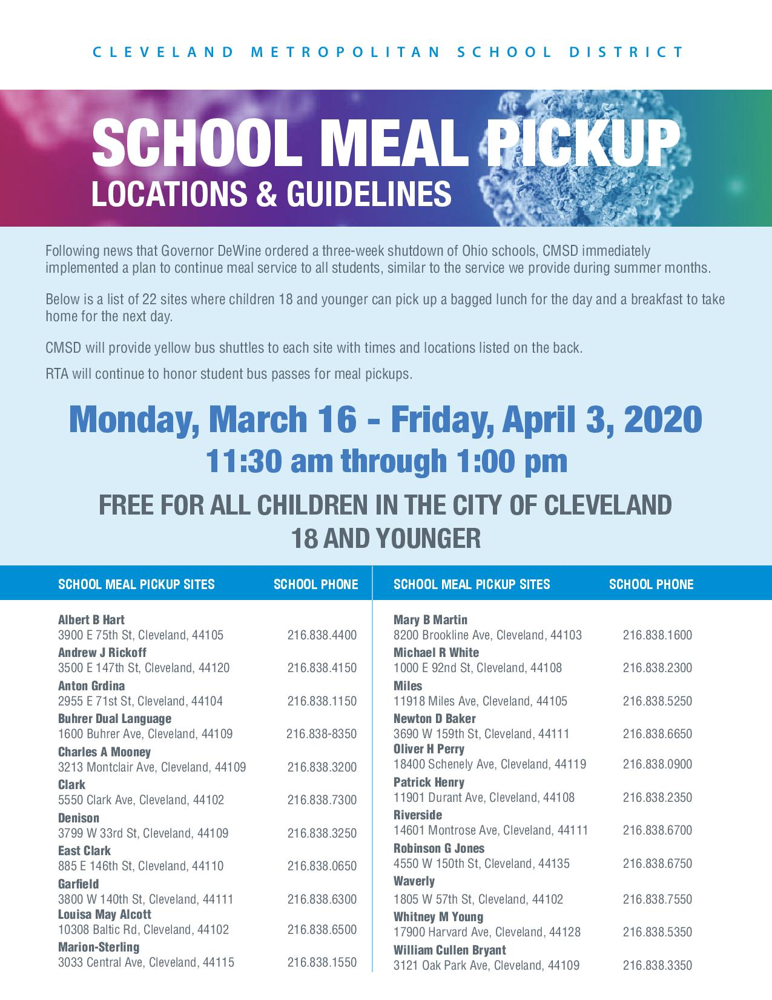 CLEVELAND METROPOLITAN SCHOOL DISTRICT
SCHOOL MEAL PICKUP
LOCATIONS & GUIDELINES
Following news that Governor DeWine ordered a three-week shutdown of Ohio schools, CMSD immediately
implemented a plan to continue meal service to all students, similar to the service we provide during summer months.
Below is a list of 22 sites where children 18 and younger can pick up a bagged lunch for the day and a breakfast to take
home for the next day.
CMSD will provide yellow bus shuttles to each site with times and locations listed on the back.
RTA will continue to honor student bus passes for meal pickups.
Monday, March 16 - Friday, April 3, 2020
11:30 am through 1:00 pm
FREE FOR ALL CHILDREN IN THE CITY OF CLEVELAND
18 AND YOUNGER
SCHOOL MEAL PICKUP SITES SCHOOL PHONE
Albert B Hart
3900 E 75th St, Cleveland, 44105 216.838.4400
Andrew J Rickoff
3500 E 147th St, Cleveland, 44120 216.838.4150
Anton Grdina
2955 E 71st St, Cleveland, 44104 216.838.1150
Buhrer Dual Language
1600 Buhrer Ave, Cleveland, 44109 216.838-8350
Charles A Mooney
3213 Montclair Ave, Cleveland, 44109 216.838.3200
Clark
5550 Clark Ave, Cleveland, 44102 216.838.7300
Denison
3799 W 33rd St, Cleveland, 44109 216.838.3250
East Clark
885 E 146th St, Cleveland, 44110 216.838.0650
Garfield
3800 W 140th St, Cleveland, 44111 216.838.6300
Louisa May Alcott
10308 Baltic Rd, Cleveland, 44102 216.838.6500
Marion-Sterling
3033 Central Ave, Cleveland, 44115 216.838.1550
SCHOOL MEAL PICKUP SITES SCHOOL PHONE
Mary B Martin
8200 Brookline Ave, Cleveland, 44103 216.838.1600
Michael R White
1000 E 92nd St, Cleveland, 44108 216.838.2300
Miles
11918 Miles Ave, Cleveland, 44105 216.838.5250
Newton D Baker
3690 W 159th St, Cleveland, 44111 216.838.6650
Oliver H Perry
18400 Schenely Ave, Cleveland, 44119 216.838.0900
Patrick Henry
11901 Durant Ave, Cleveland, 44108 216.838.2350
Riverside
14601 Montrose Ave, Cleveland, 44111 216.838.6700
Robinson G Jones
4550 W 150th St, Cleveland, 44135 216.838.6750
Waverly
1805 W 57th St, Cleveland, 44102 216.838.7550
Whitney M Young
17900 Harvard Ave, Cleveland, 44128 216.838.5350
William Cullen Bryant
3121 Oak Park Ave, Cleveland, 44109 216.838.3350